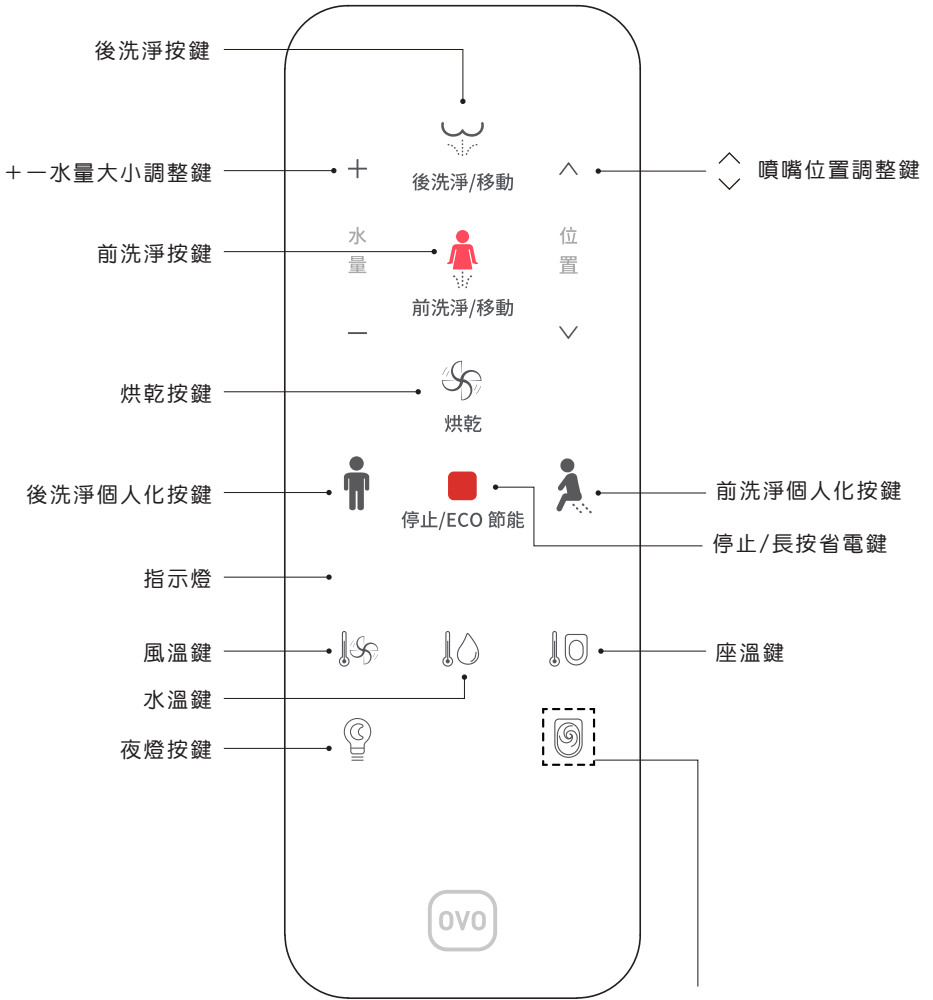 後洗淨按鍵
＋－水量大小調整鍵
+
後洗淨/移動
噴嘴位置調整鍵
前洗淨按鍵
水量
位置
前洗淨/移動
－
烘乾按鍵
烘乾
後洗淨個人化按鍵
前洗淨個人化按鍵
停止/ECO 節能
停止/長按省電鍵
指示燈
風溫鍵
座溫鍵
水溫鍵
夜燈按鍵
OVO